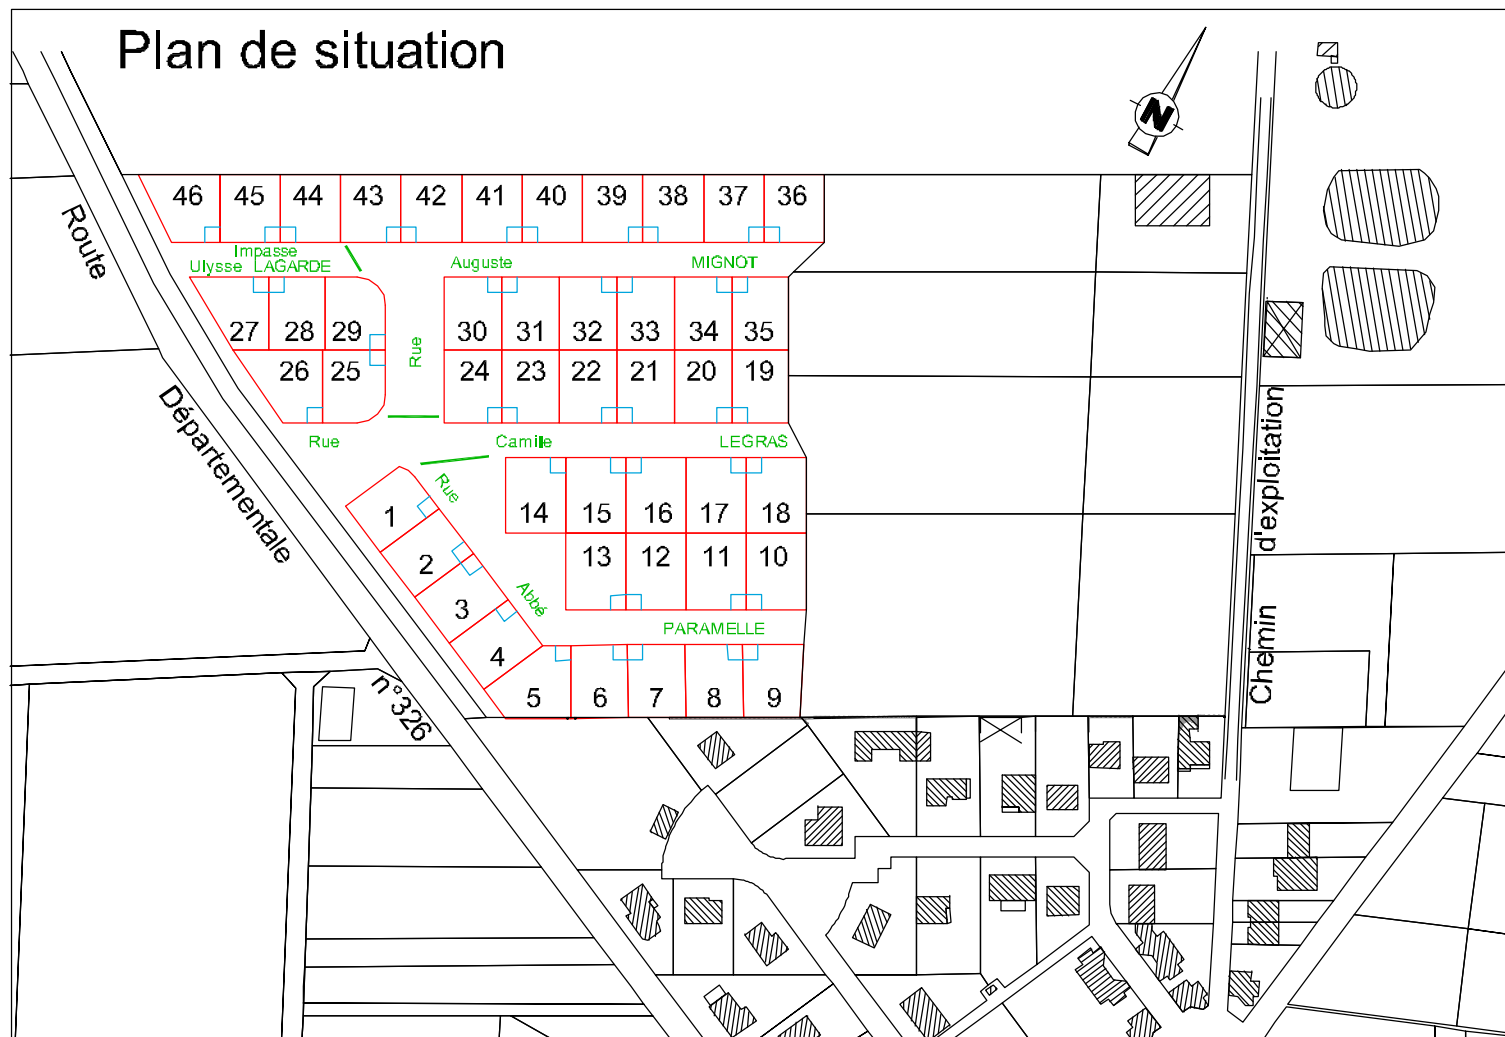 Plan de situation
N
46 45 44 43 42 41 40 39 38 37 36
Route
Impasse
Ulysse LAGARDE
Auguste
MIGNOT
27 28 29
Rue
30 31 32 33 34 35
26 25
24 23 22 21 20 19
Départementale
Rue
Camille
LEGRAS
Rue
1
14 15 16 17 18
d'exploitation
2
13 12 11 10
3
Abbé
PARAMELLE
4
Chemin
n°326
5 6 7 8 9